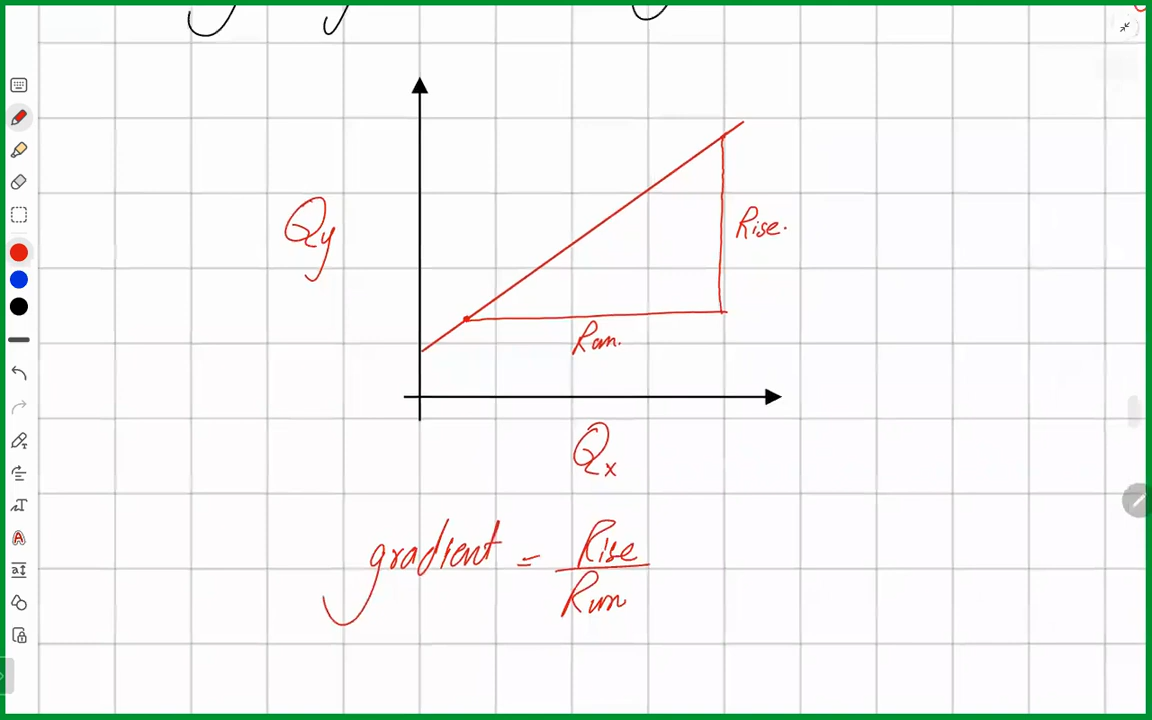 Qy
Rise.
Run.
Qx
gradient = Rise
Run